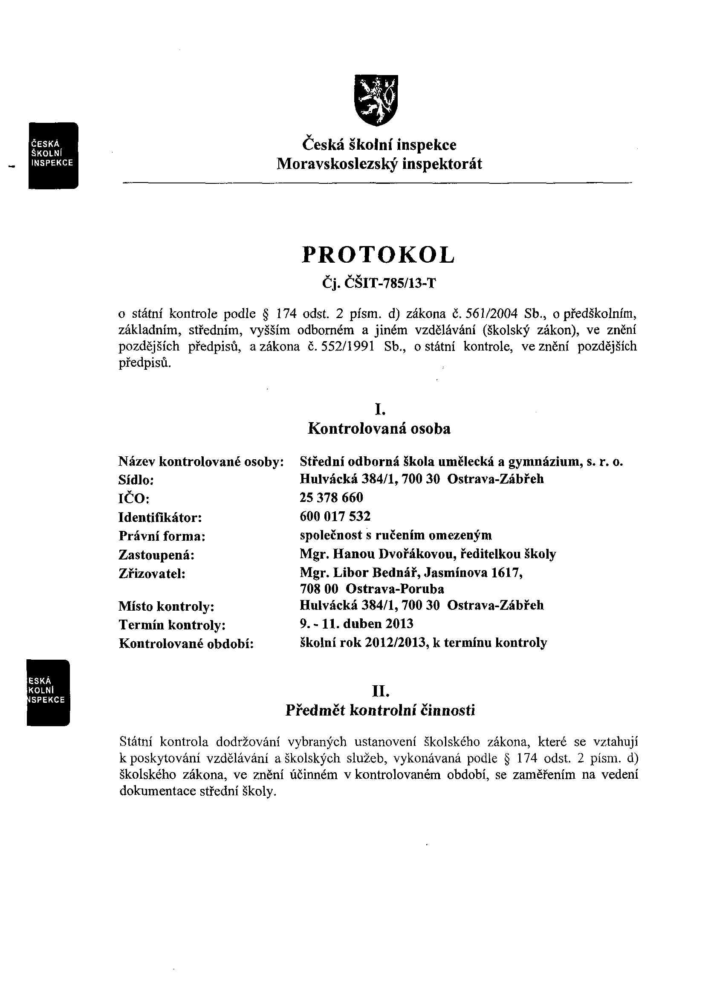 ČESKÁ
ŠKOLNÍ
INSPEKCE
Česká školní inspekce
Moravskoslezský inspektorát
PROTOKOL
Čj. ČŠIT-785/13-T
o státní kontrole podle § 174 odst. 2 písm. d) zákona č. 561/2004 Sb., o předškolním,
základním, středním, vyšším odborném a jiném vzdělávání (školský zákon), ve znění
pozdějších předpisů, a zákona č. 552/1991 Sb., o státní kontrole, ve znění pozdějších
předpisů.
I.
Kontrolovaná osoba
Název kontrolované osoby: Střední odborná škola umělecká a gymnázium, s. r. o.
Sídlo: Hulvácká 384/1, 700 30 Ostrava-Zábřeh
IČO: 25 378 660
Identifikátor: 600 017 532
Právní forma: společnost s ručením omezeným
Zastoupená: Mgr. Hanou Dvořákovou, ředitelkou školy
Zřizovatel: Mgr. Libor Bednář, Jasmínova 1617,
708 00 Ostrava-Poruba
Místo kontroly: Hulvácká 384/1, 700 30 Ostrava-Zábřeh
Termín kontroly: 9. - 11. duben 2013
Kontrolované období: školní rok 2012/2013, k termínu kontroly
ESKÁ
KOLNÍ
NSPEKCE
II.
Předmět kontrolní činnosti
Státní kontrola dodržování vybraných ustanovení školského zákona, které se vztahují
k poskytování vzdělávání a školských služeb, vykonávaná podle § 174 odst. 2 písm. d)
školského zákona, ve znění účinném v kontrolovaném období, se zaměřením na vedení
dokumentace střední školy.